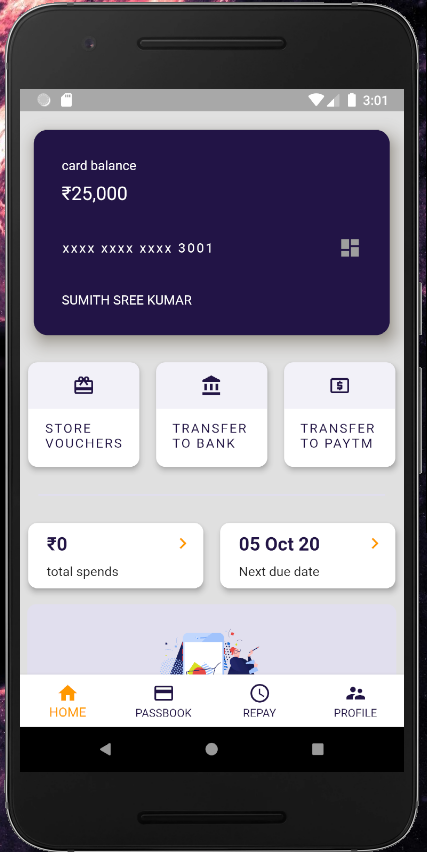 3:01
card balance
₹25,000
xxxx xxxx xxxx 3001
SUMITH SREE KUMAR
STORE
VOUCHERS
TRANSFER
TO BANK
TRANSFER
TO PAYTM
₹0
total spends
05 Oct 20
Next due date
HOME
PASSBOOK
REPAY
PROFILE